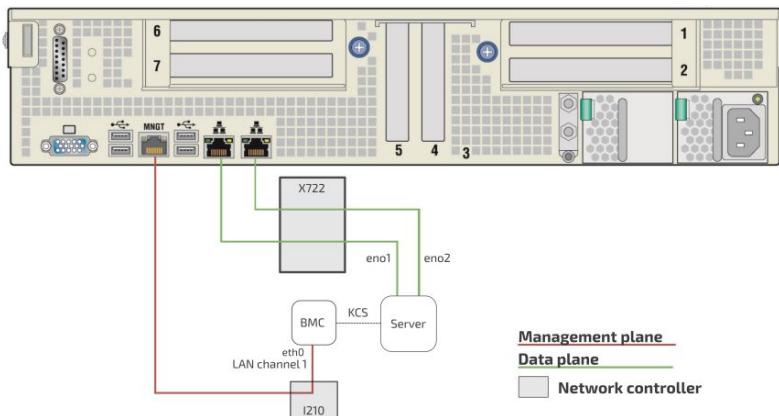 6
7
1
2
MNGT
5
4
3
X722
eno1
eno2
BMC
KCS
Server
eth0
LAN channel 1
I210
Management plane
Data plane
Network controller